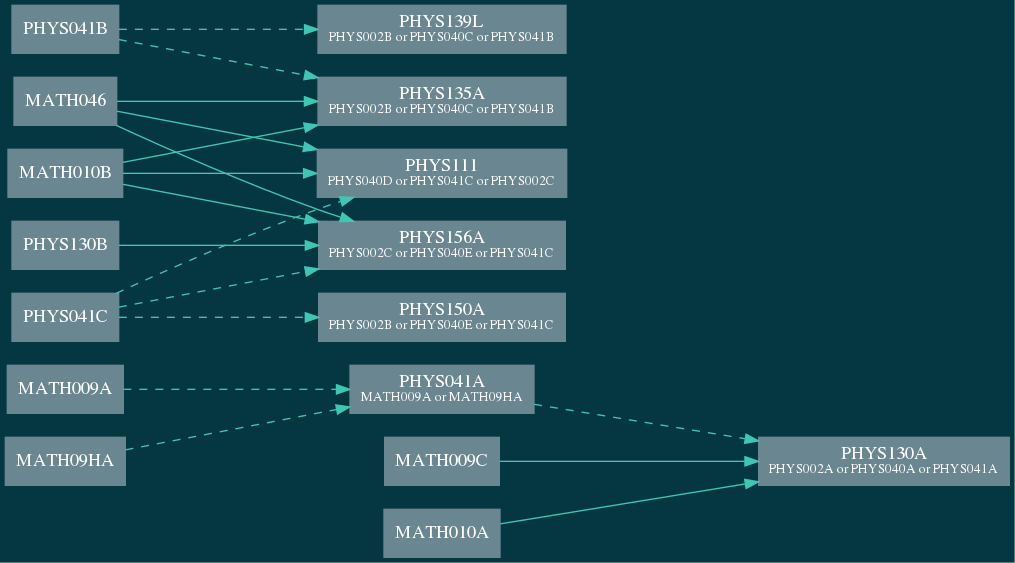 PHYS041B
PHYS139L
PHYS002B or PHYS040C or PHYS041B
MATH046
PHYS135A
PHYS002B or PHYS040C or PHYS041B
MATH010B
PHYS111
PHYS040D or PHYS041C or PHYS002C
PHYS130B
PHYS156A
PHYS002C or PHYS040E or PHYS041C
PHYS041C
PHYS150A
PHYS002B or PHYS040E or PHYS041C
MATH009A
PHYS041A
MATH009A or MATH09HA
MATH09HA
MATH009C
PHYS130A
PHYS002A or PHYS040A or PHYS041A
MATH010A